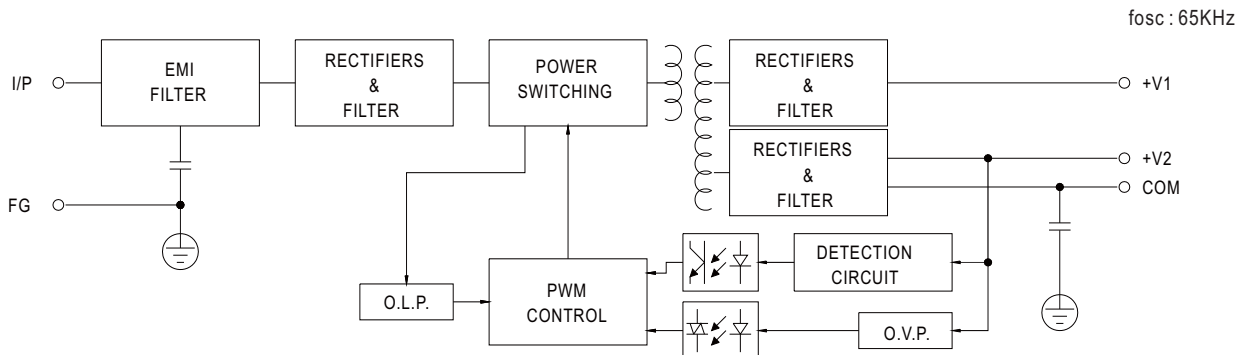 fosc : 65KHz
I/P
EMI
FILTER
RECTIFIERS
&
FILTER
POWER
SWITCHING
RECTIFIERS
&
FILTER
+V1
RECTIFIERS
&
FILTER
+V2
COM
FG
O.L.P.
PWM
CONTROL
DETECTION
CIRCUIT
O.V.P.